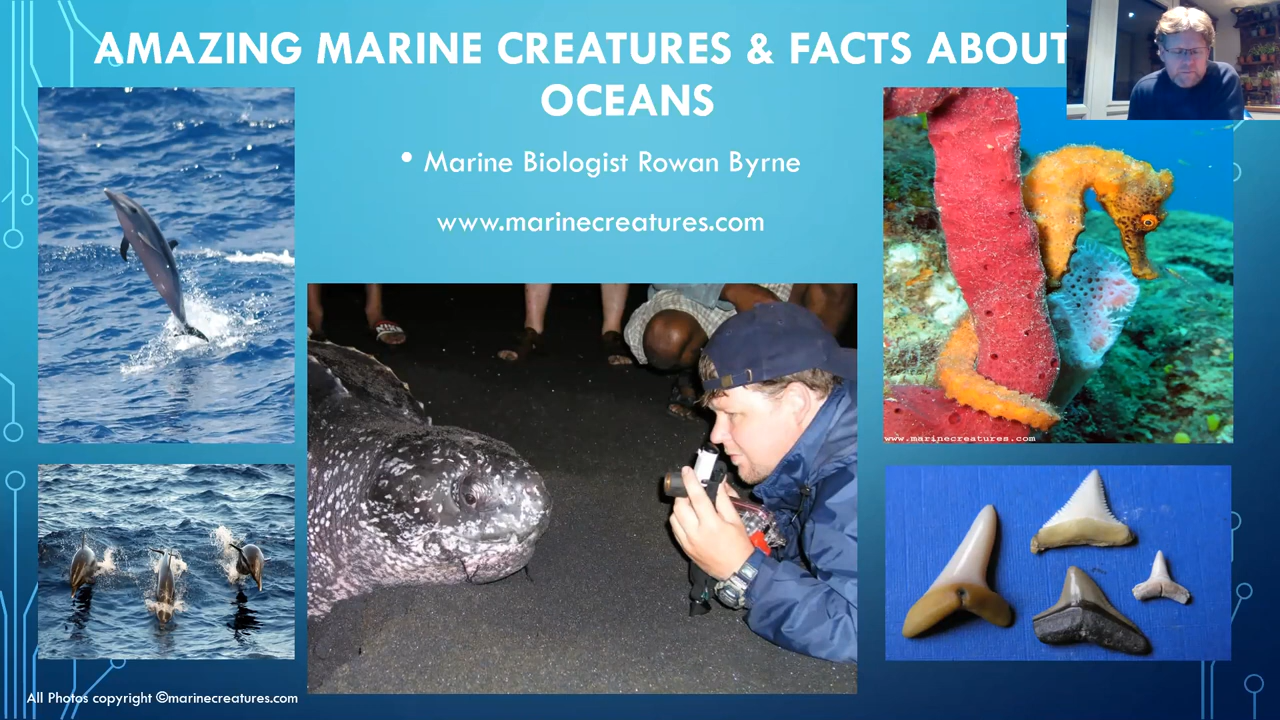 AMAZING MARINE CREATURES & FACTS ABOUT
OCEANS
• Marine Biologist Rowan Byrne
www.marinecreatures.com
www.marinecreatures.com
All Photos copyright ©marinecreatures.com